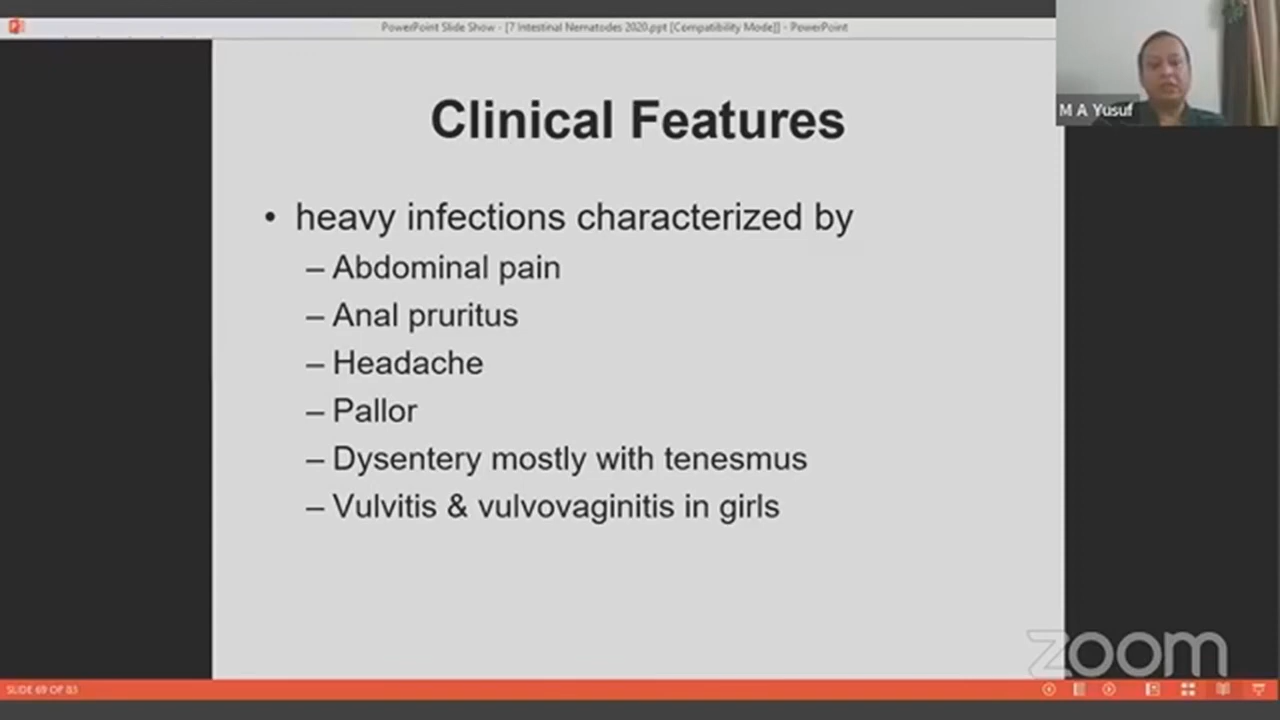 PowerPoint Slide Show - [7 Intestinal Nematodes 2020.ppt [Compatibility Mode]] - PowerPoint
M A Yusuf
Clinical Features
• heavy infections characterized by
– Abdominal pain
– Anal pruritus
– Headache
– Pallor
– Dysentery mostly with tenesmus
– Vulvitis & vulvovaginitis in girls
zoom
SLIDE 69 OF 83